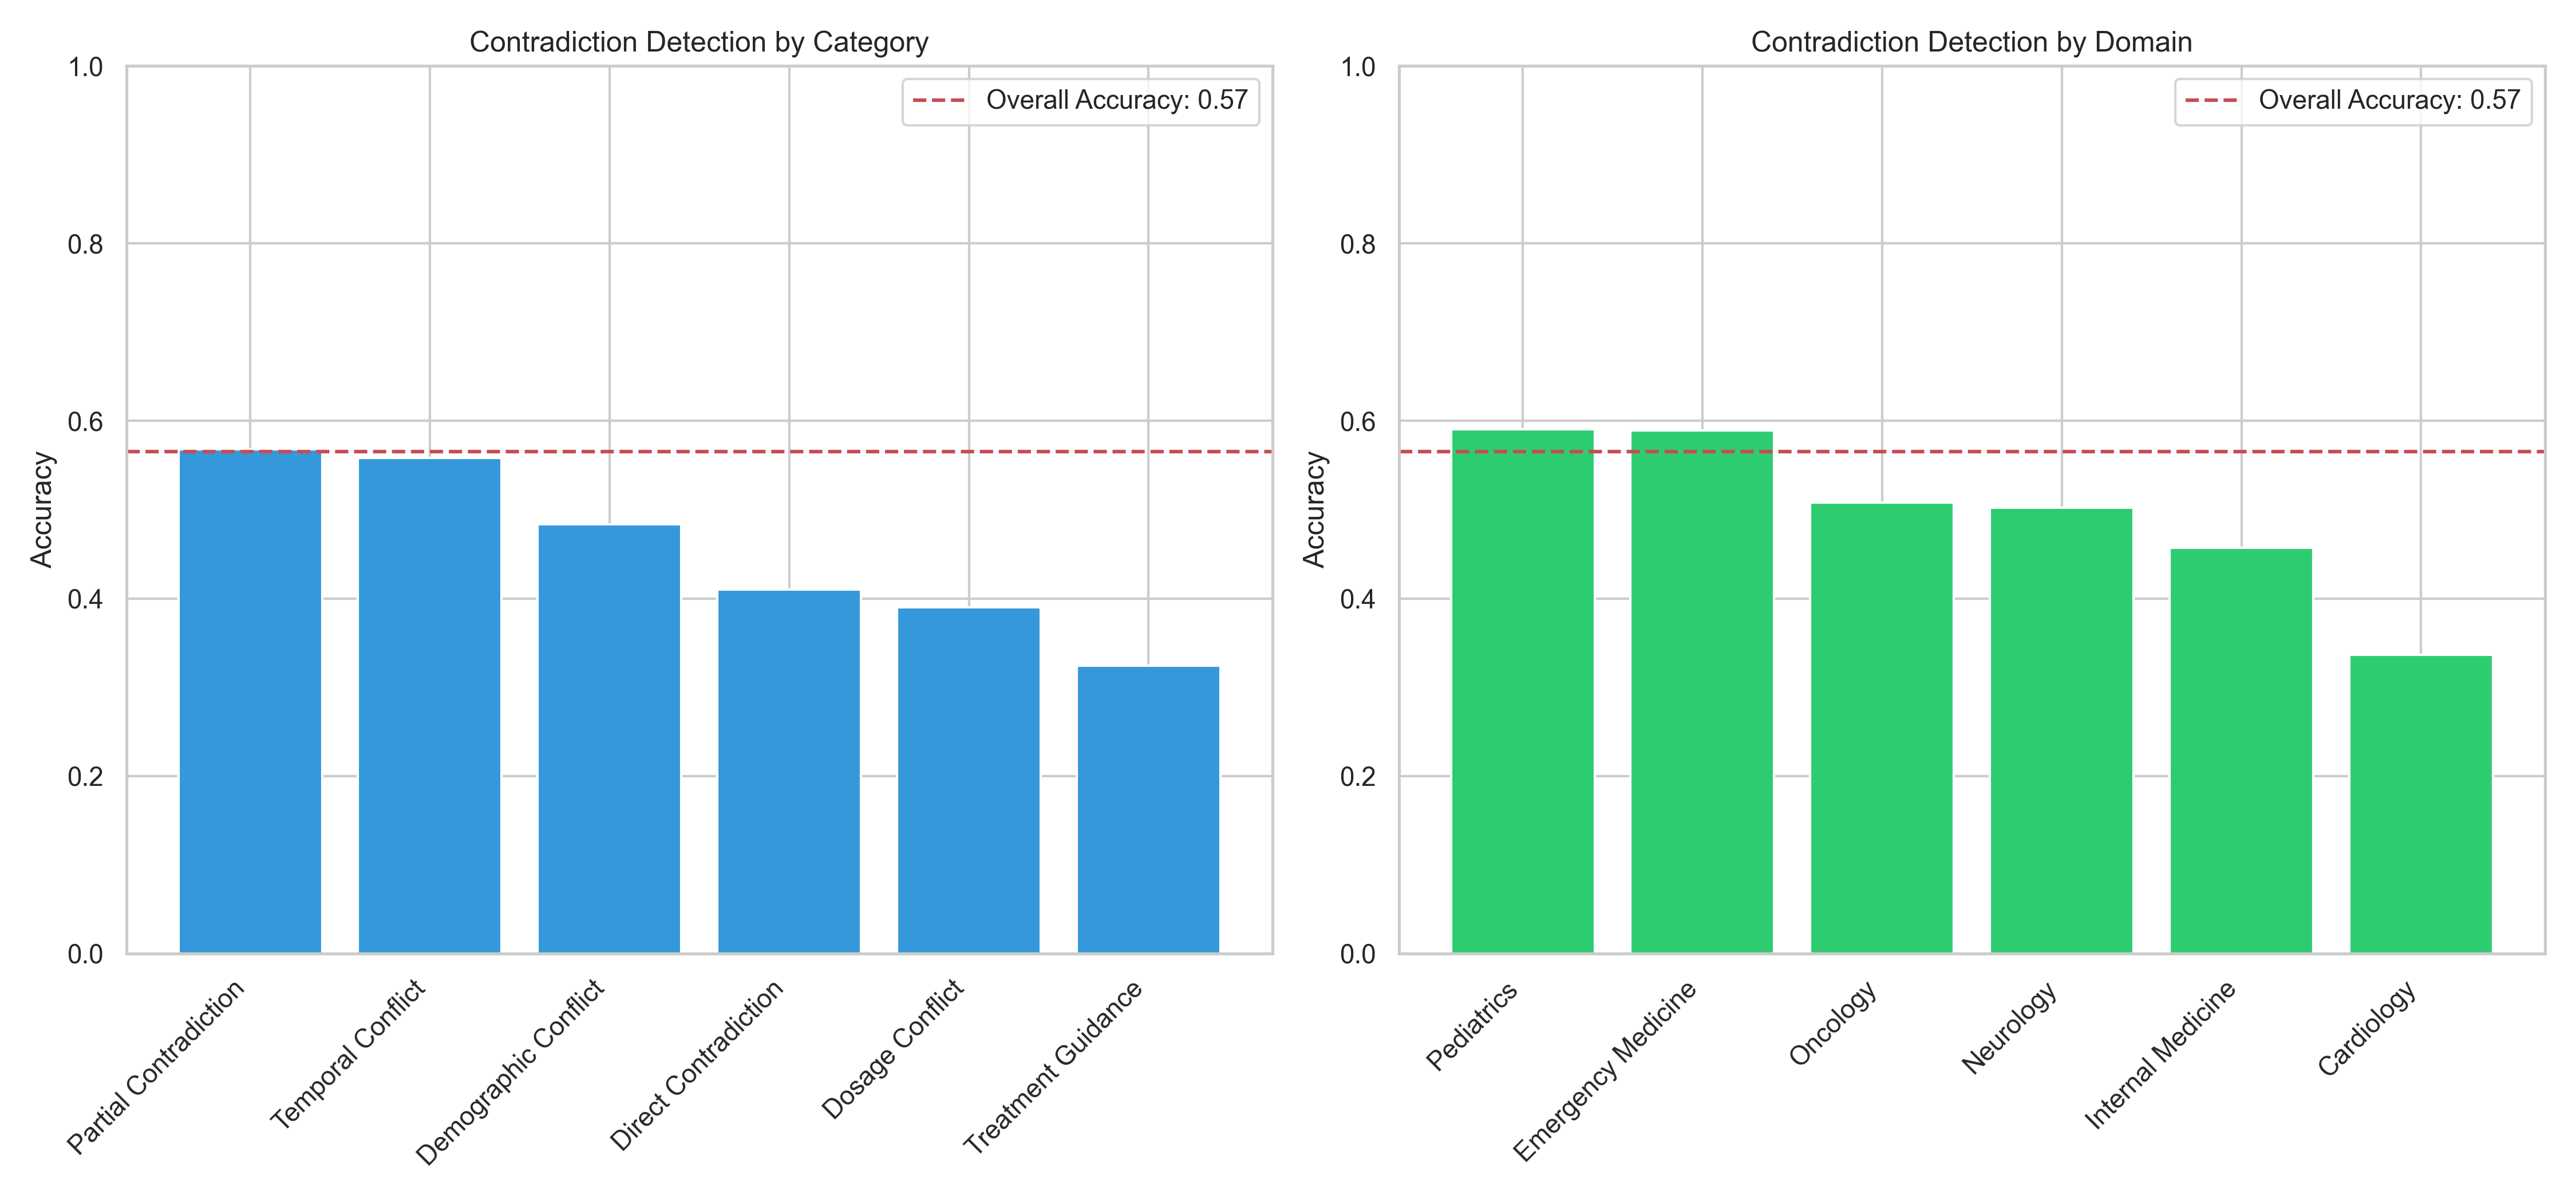 Contradiction Detection by Category
Overall Accuracy: 0.57
1.0
0.8
0.6
0.4
0.2
0.0
Accuracy
Partial Contradiction
Temporal Conflict
Demographic Conflict
Direct Contradiction
Dosage Conflict
Treatment Guidance
Contradiction Detection by Domain
Overall Accuracy: 0.57
1.0
0.8
0.6
0.4
0.2
0.0
Accuracy
Pediatrics
Emergency Medicine
Oncology
Neurology
Internal Medicine
Cardiology